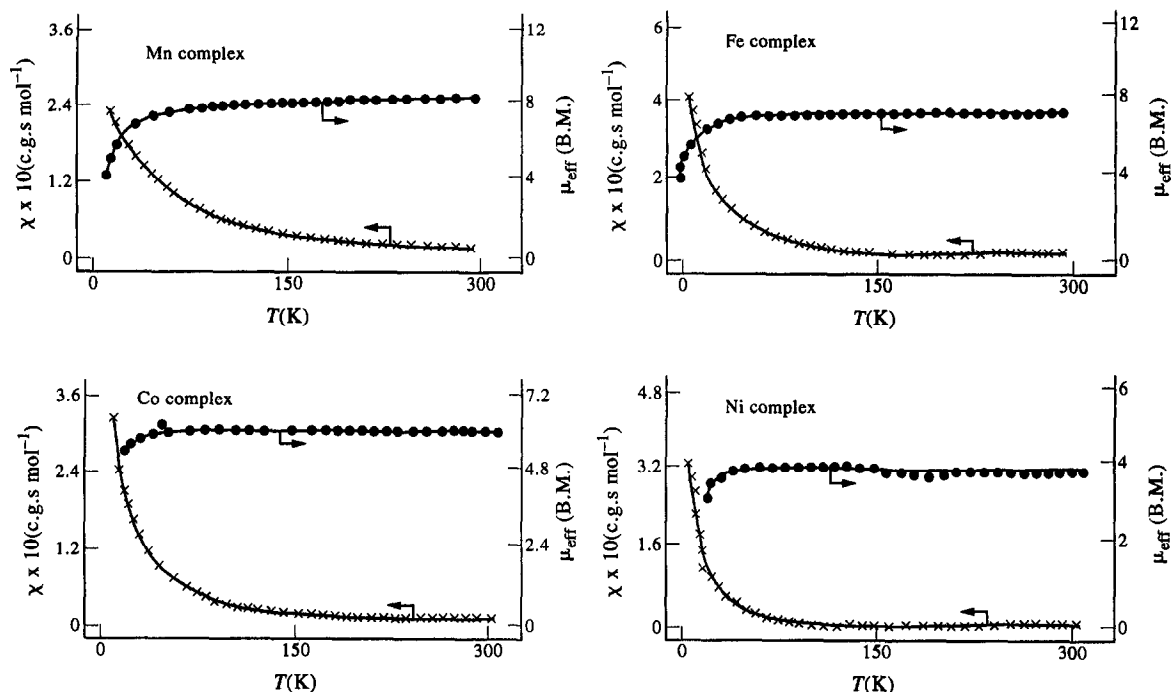 Mn complex
χ x 10(c.g.s mol⁻¹)
3.6
2.4
1.2
0
12
8
4
0
μeff (B.M.)
0 150 300
T(K)
Fe complex
χ x 10(c.g.s mol⁻¹)
6
4
2
0
12
8
4
0
μeff (B.M.)
0 150 300
T(K)
Co complex
χ x 10(c.g.s mol⁻¹)
3.6
2.4
1.2
0
7.2
4.8
2.4
0
μeff (B.M.)
0 150 300
T(K)
Ni complex
χ x 10(c.g.s mol⁻¹)
4.8
3.2
1.6
0
6
4
2
0
μeff (B.M.)
0 150 300
T(K)